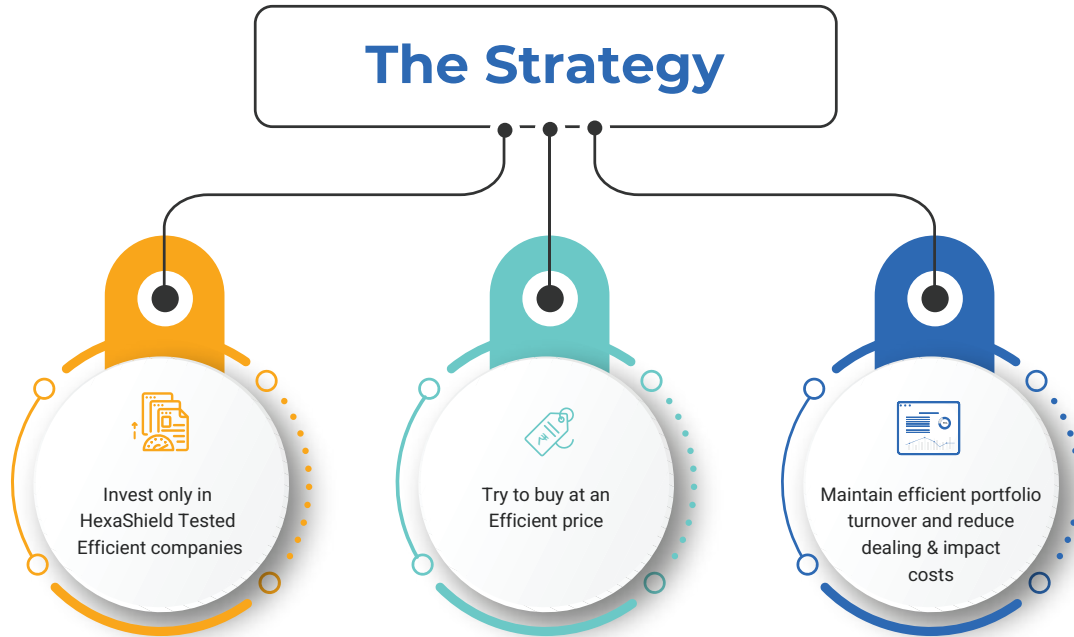 The Strategy
Invest only in
HexaShield Tested
Efficient companies
Try to buy at an
Efficient price
Maintain efficient portfolio
turnover and reduce
dealing & impact
costs